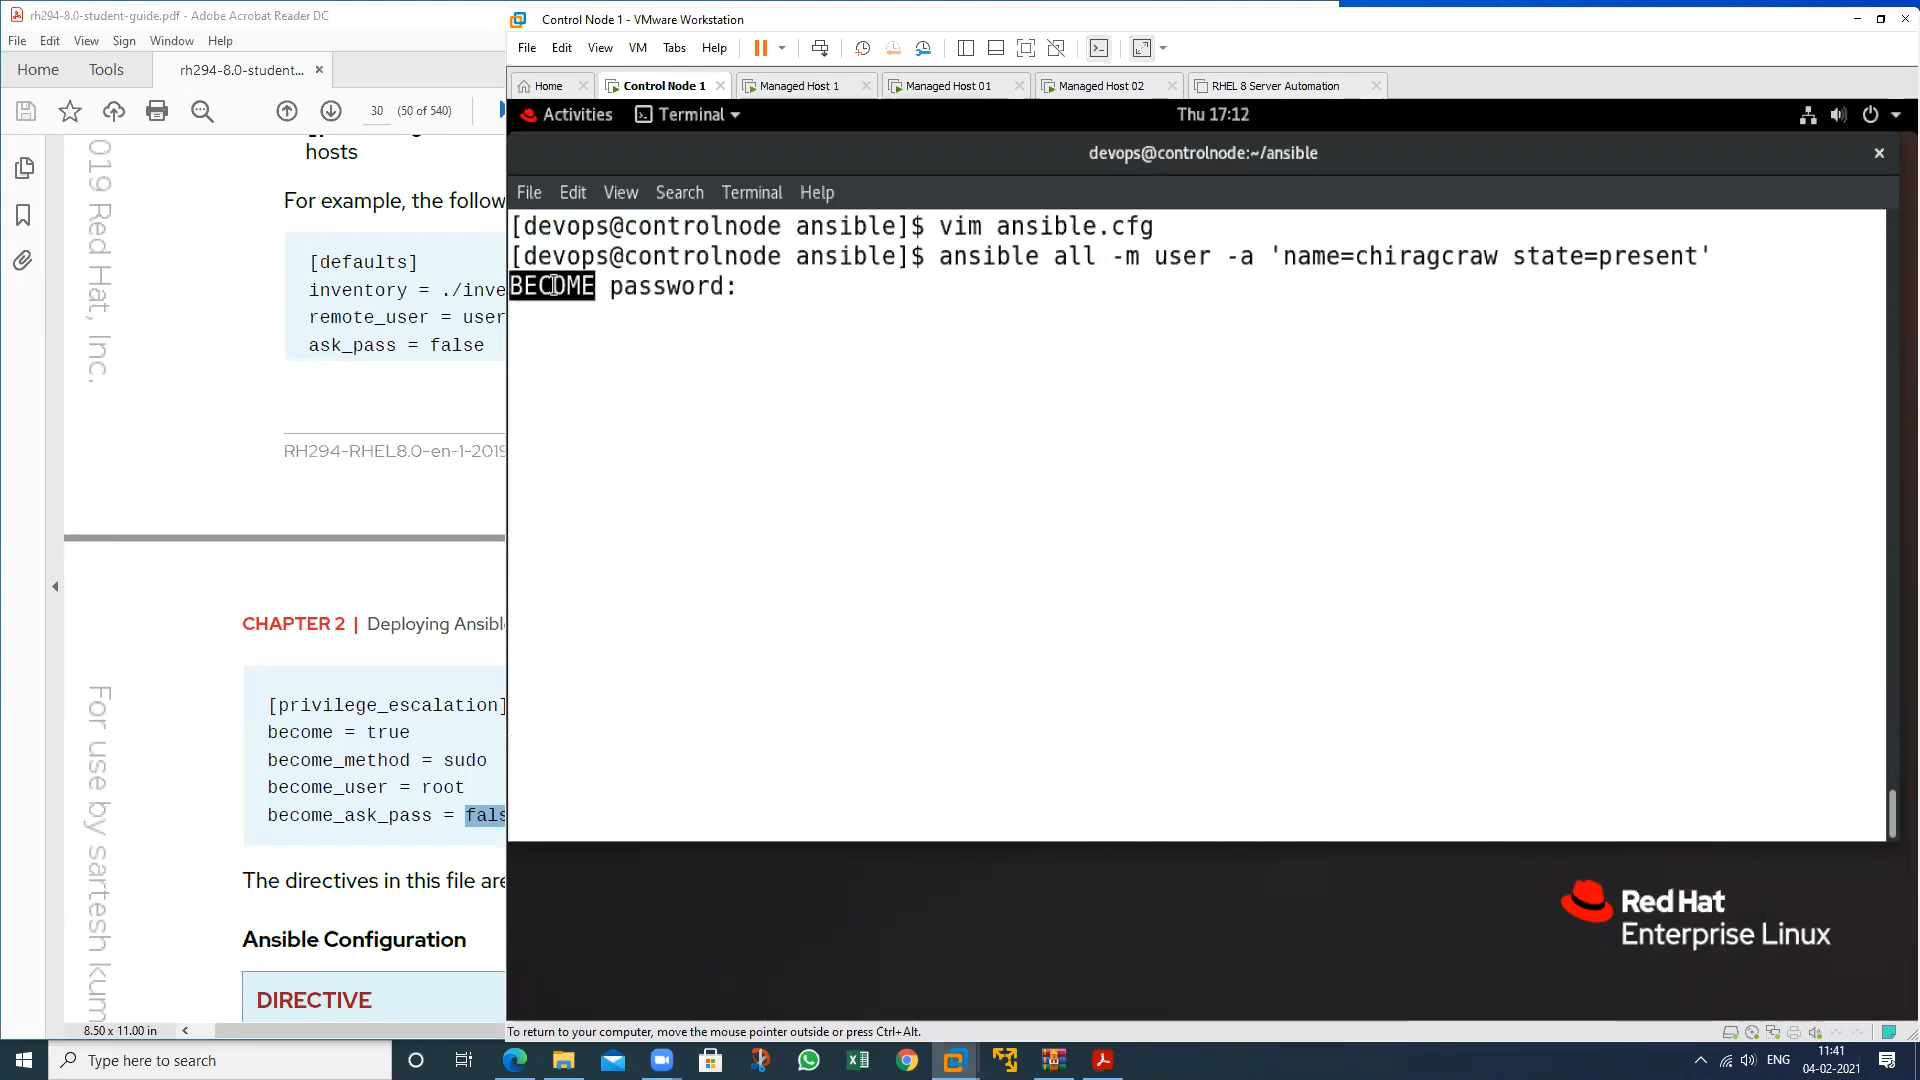 rh294-8.0-student-guide.pdf - Adobe Acrobat Reader DC
File Edit View Sign Window Help
Home Tools rh294-8.0-student... ×
30 (50 of 540)
hosts
For example, the follow
[defaults]
inventory = ./inve
remote_user = user
ask_pass = false
019 Red Hat, Inc.
RH294-RHEL8.0-en-1-2019
CHAPTER 2 | Deploying Ansibl
[privilege_escalation]
become = true
become_method = sudo
become_user = root
become_ask_pass = fals
The directives in this file are
Ansible Configuration
DIRECTIVE
For use by sartesh kum
8.50 x 11.00 in
Control Node 1 - VMware Workstation
File Edit View VM Tabs Help
Home Control Node 1 Managed Host 1 Managed Host 01 Managed Host 02 RHEL 8 Server Automation
Activities Terminal Thu 17:12
devops@controlnode:~/ansible
File Edit View Search Terminal Help
[devops@controlnode ansible]$ vim ansible.cfg
[devops@controlnode ansible]$ ansible all -m user -a 'name=chiragcraw state=present'
BECOME password:
Red Hat
Enterprise Linux
To return to your computer, move the mouse pointer outside or press Ctrl+Alt.
Type here to search
ENG
11:41
04-02-2021